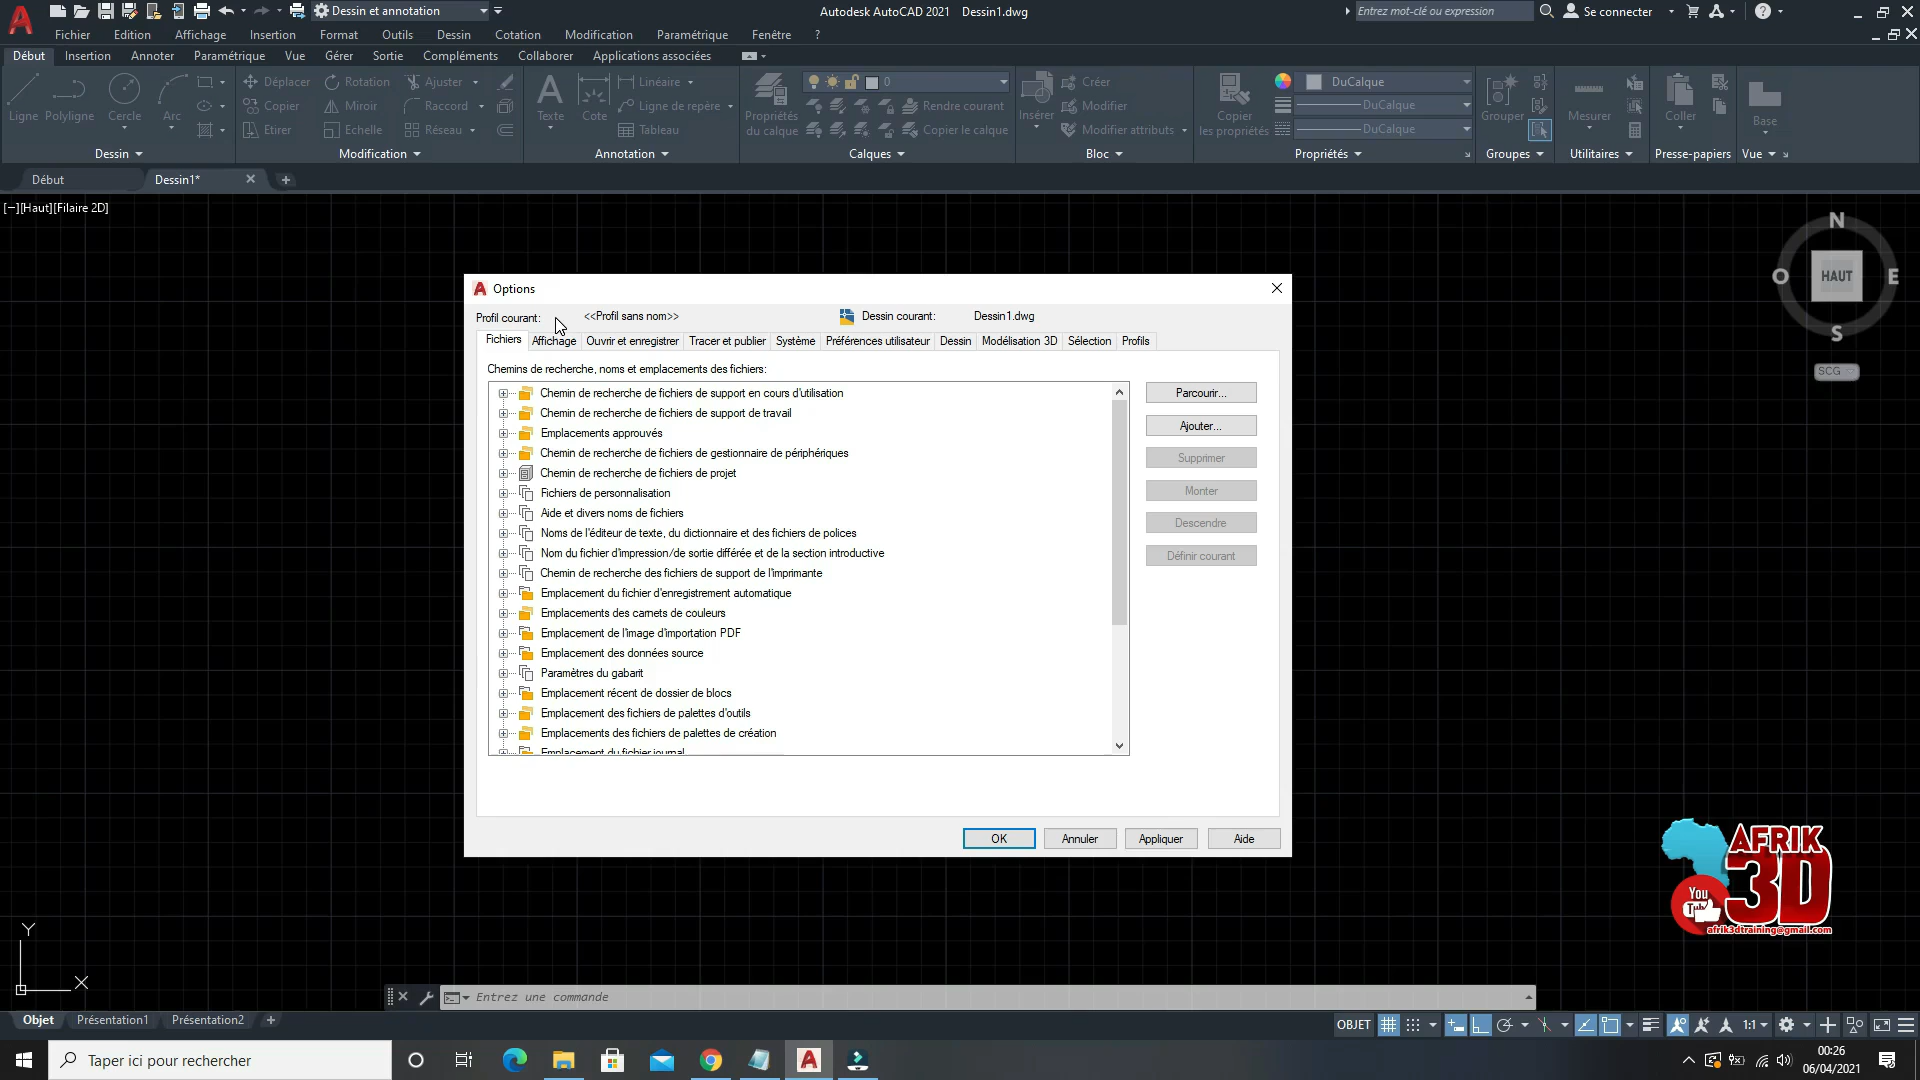 Dessin et annotation
Autodesk AutoCAD 2021 Dessin1.dwg
Entrez mot-clé ou expression
Se connecter
Fichier Edition Affichage Insertion Format Outils Dessin Cotation Modification Paramétrique Fenêtre ?
Début Insertion Annoter Paramétrique Vue Gérer Sortie Compléments Collaborer Applications associées
Ligne Polyligne Cercle Arc
Déplacer Rotation Ajuster
Copier Miroir Raccord
Etirer Echelle Réseau
Texte Cote
Linéaire
Ligne de repère
Tableau
Propriétés
du calque
0
Rendre courant
Copier le calque
Insérer
Créer
Modifier
Modifier attributs
Copier
les propriétés
DuCalque
DuCalque
DuCalque
Grouper
Mesurer
Coller
Base
Dessin Modification Annotation Calques Bloc Propriétés Groupes Utilitaires Presse-papiers Vue
Début Dessin1*
[−][Haut][Filaire 2D]
N
O HAUT E
S
SCG
Options
Profil courant: <<Profil sans nom>> Dessin courant: Dessin1.dwg
Fichiers Affichage Ouvrir et enregistrer Tracer et publier Système Préférences utilisateur Dessin Modélisation 3D Sélection Profils
Chemins de recherche, noms et emplacements des fichiers:
Chemin de recherche de fichiers de support en cours d'utilisation
Chemin de recherche de fichiers de support de travail
Emplacements approuvés
Chemin de recherche de fichiers de gestionnaire de périphériques
Chemin de recherche de fichiers de projet
Fichiers de personnalisation
Aide et divers noms de fichiers
Noms de l'éditeur de texte, du dictionnaire et des fichiers de polices
Nom du fichier d'impression/de sortie différée et de la section introductive
Chemin de recherche des fichiers de support de l'imprimante
Emplacement du fichier d'enregistrement automatique
Emplacements des carnets de couleurs
Emplacement de l'image d'importation PDF
Emplacement des données source
Paramètres du gabarit
Emplacement récent de dossier de blocs
Emplacement des fichiers de palettes d'outils
Emplacements des fichiers de palettes de création
Emplacement du fichier journal
Parcourir...
Ajouter...
Supprimer
Monter
Descendre
Définir courant
OK Annuler Appliquer Aide
AFRIK
3D
You
Tube
afrik3dtraining@gmail.com
Y
X
Entrez une commande
Objet Présentation1 Présentation2
OBJET
1:1
Taper ici pour rechercher
00:26
06/04/2021